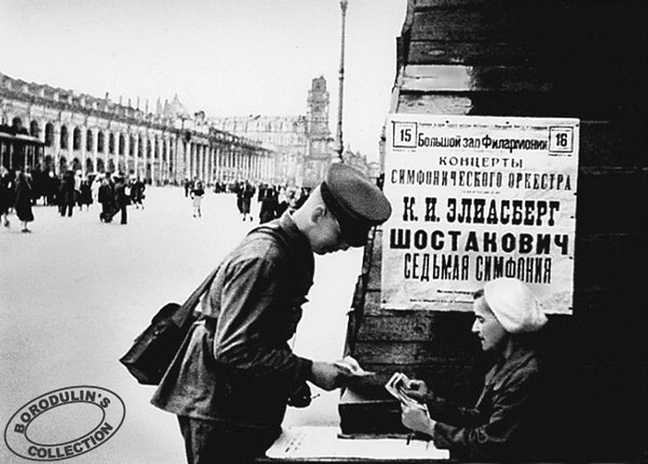 15 Большой зал Филармонии 16
КОНЦЕРТЫ
СИМФОНИЧЕСКОГО ОРКЕСТРА
К. И. ЭЛИАСБЕРГ
ШОСТАКОВИЧ
СЕДЬМАЯ СИМФОНИЯ
BORODULIN'S
COLLECTION